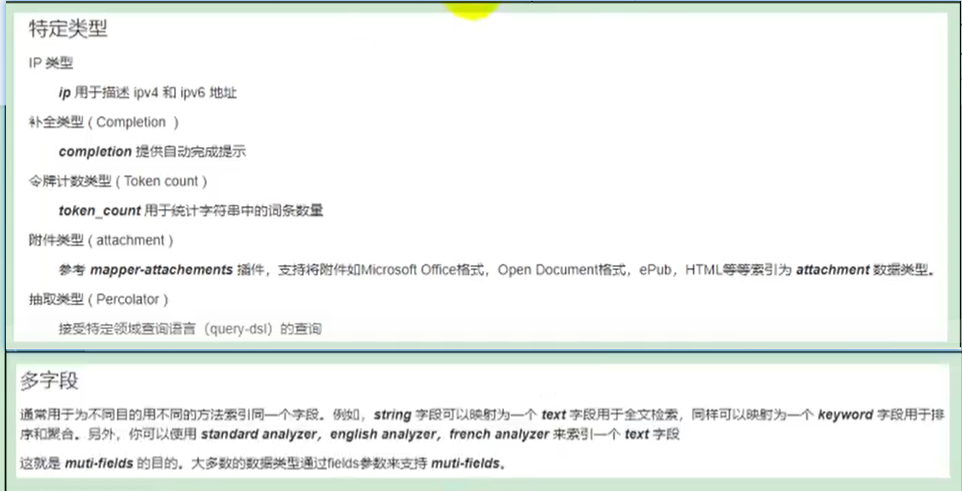 特定类型
IP 类型
ip 用于描述 ipv4 和 ipv6 地址
补全类型 ( Completion )
completion 提供自动完成提示
令牌计数类型 ( Token count )
token_count 用于统计字符串中的词条数量
附件类型 ( attachment )
参考 mapper-attachements 插件，支持将附件如Microsoft Office格式，Open Document格式，ePub，HTML等等索引为 attachment 数据类型。
抽取类型 ( Percolator )
接受特定领域查询语言（query-dsl）的查询
多字段
通常用于为不同目的用不同的方法索引同一个字段。例如，string 字段可以映射为一个 text 字段用于全文检索，同样可以映射为一个 keyword 字段用于排
序和聚合。另外，你可以使用 standard analyzer，english analyzer，french analyzer 来索引一个 text 字段
这就是 muti-fields 的目的。大多数的数据类型通过fields参数来支持 muti-fields。